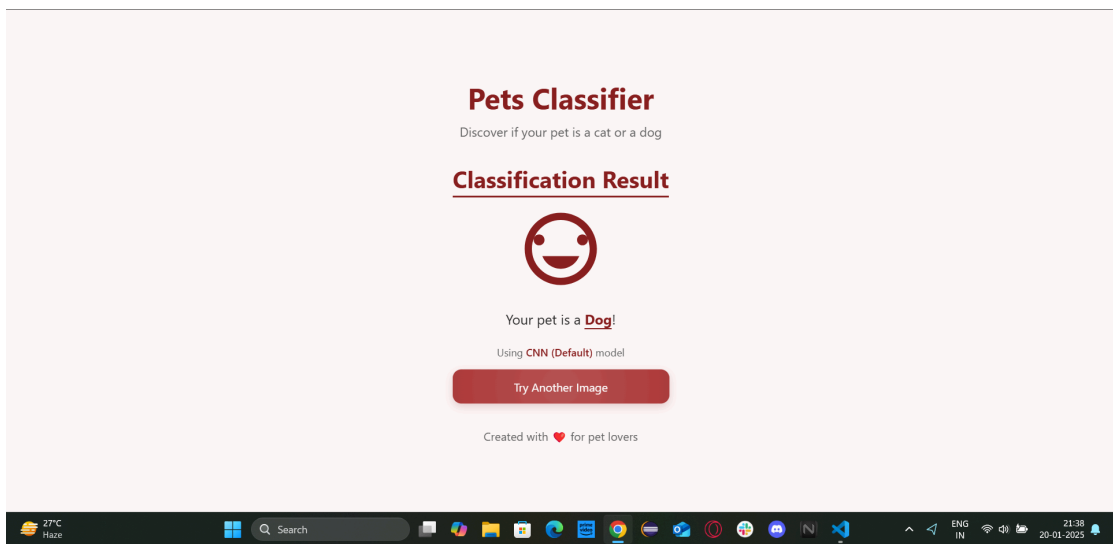 Pets Classifier
Discover if your pet is a cat or a dog
Classification Result
Your pet is a Dog!
Using CNN (Default) model
Try Another Image
Created with ❤️ for pet lovers
27°C
Haze
Search
ENG
IN
21:38
20-01-2025